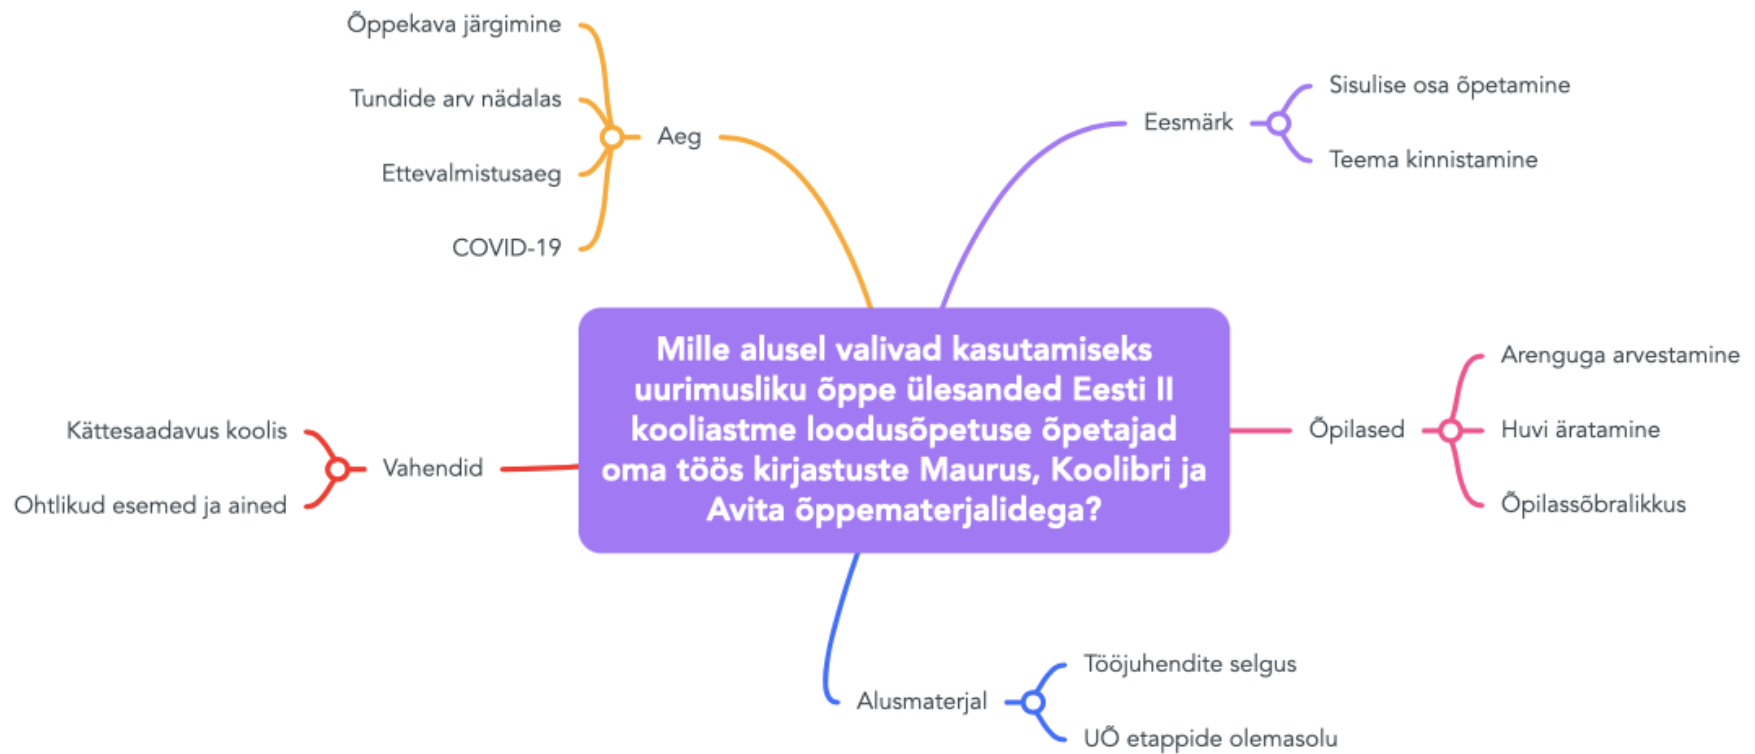 Õppekava järgimine
Tundide arv nädalas
Ettevalmistusaeg
COVID-19
Aeg
Eesmärk
Sisulise osa õpetamine
Teema kinnistamine
Mille alusel valivad kasutamiseks
uurimusliku õppe ülesanded Eesti II
kooliastme loodusõpetuse õpetajad
oma töös kirjastuste Maurus, Koolibri ja
Avita õppematerjalidega?
Kättesaadavus koolis
Ohtlikud esemed ja ained
Vahendid
Õpilased
Arenguga arvestamine
Huvi äratamine
Õpilassõbralikkus
Alusmaterjal
Tööjuhendite selgus
UÕ etappide olemasolu